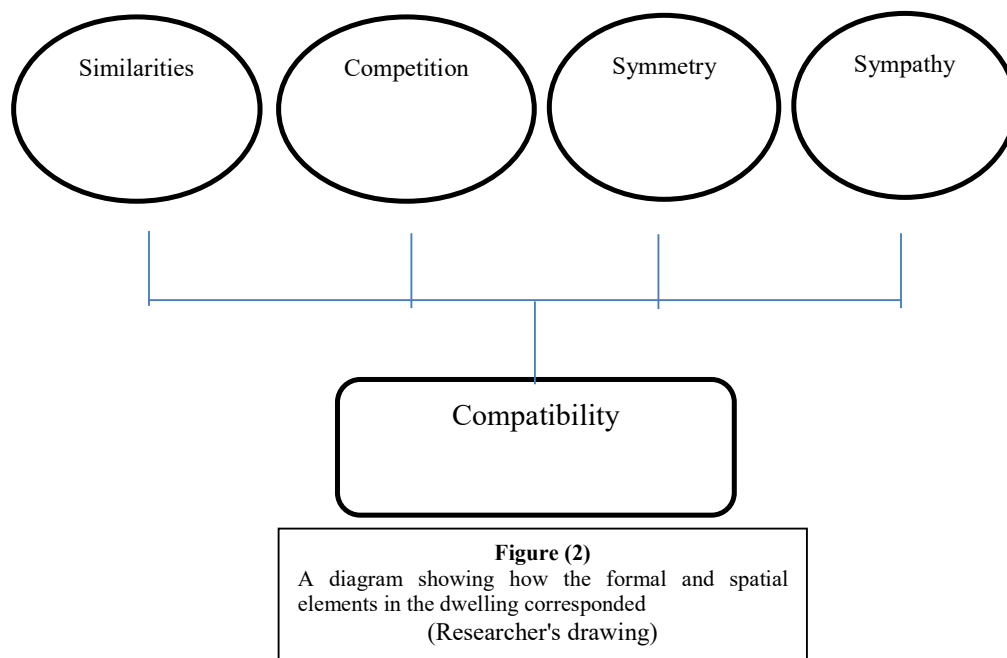 Similarities
Competition
Symmetry
Sympathy
Compatibility
Figure (2)
A diagram showing how the formal and spatial
elements in the dwelling corresponded
(Researcher's drawing)